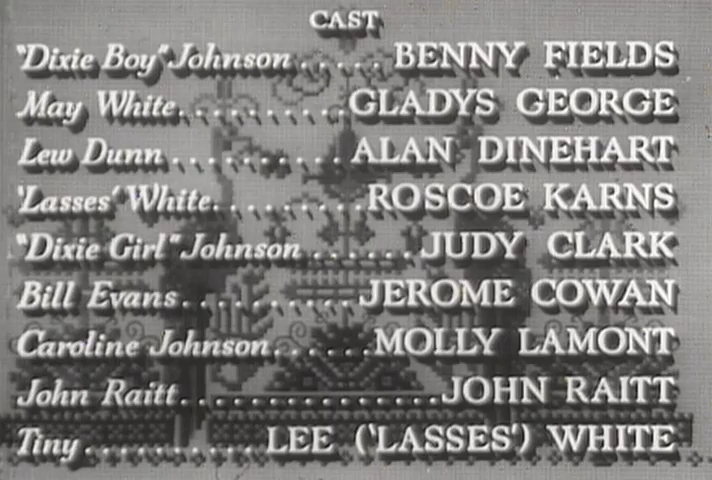 CAST
"Dixie Boy" Johnson.....BENNY FIELDS
May White..........GLADYS GEORGE
Lew Dunn..........ALAN DINEHART
'Lasses' White.........ROSCOE KARNS
"Dixie Girl" Johnson.......JUDY CLARK
Bill Evans..........JEROME COWAN
Caroline Johnson......MOLLY LAMONT
John Raitt...............JOHN RAITT
Tiny..........LEE ('LASSES') WHITE